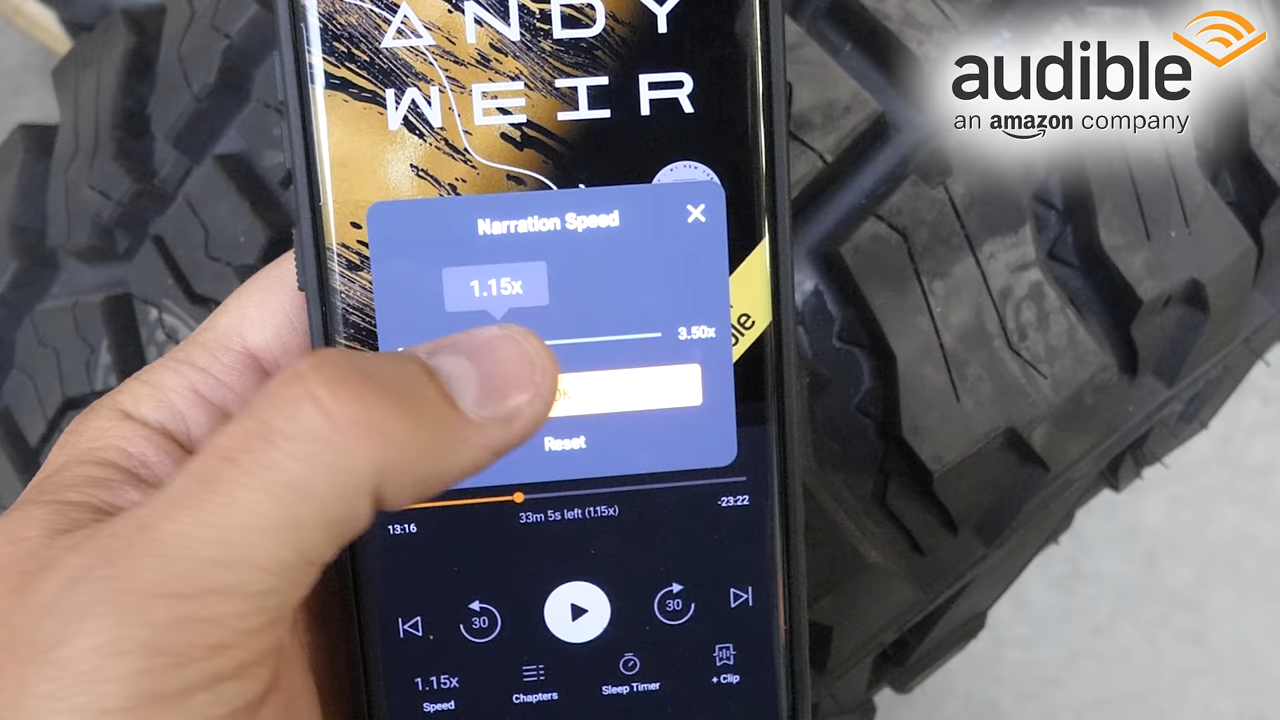 ANDY
WEIR
audible
an amazon company
Narration Speed
1.15x
3.50x
Ok
Reset
13:16
33m 5s left (1.15x)
-23:22
30
30
1.15x
Speed
Chapters
Sleep Timer
+ Clip